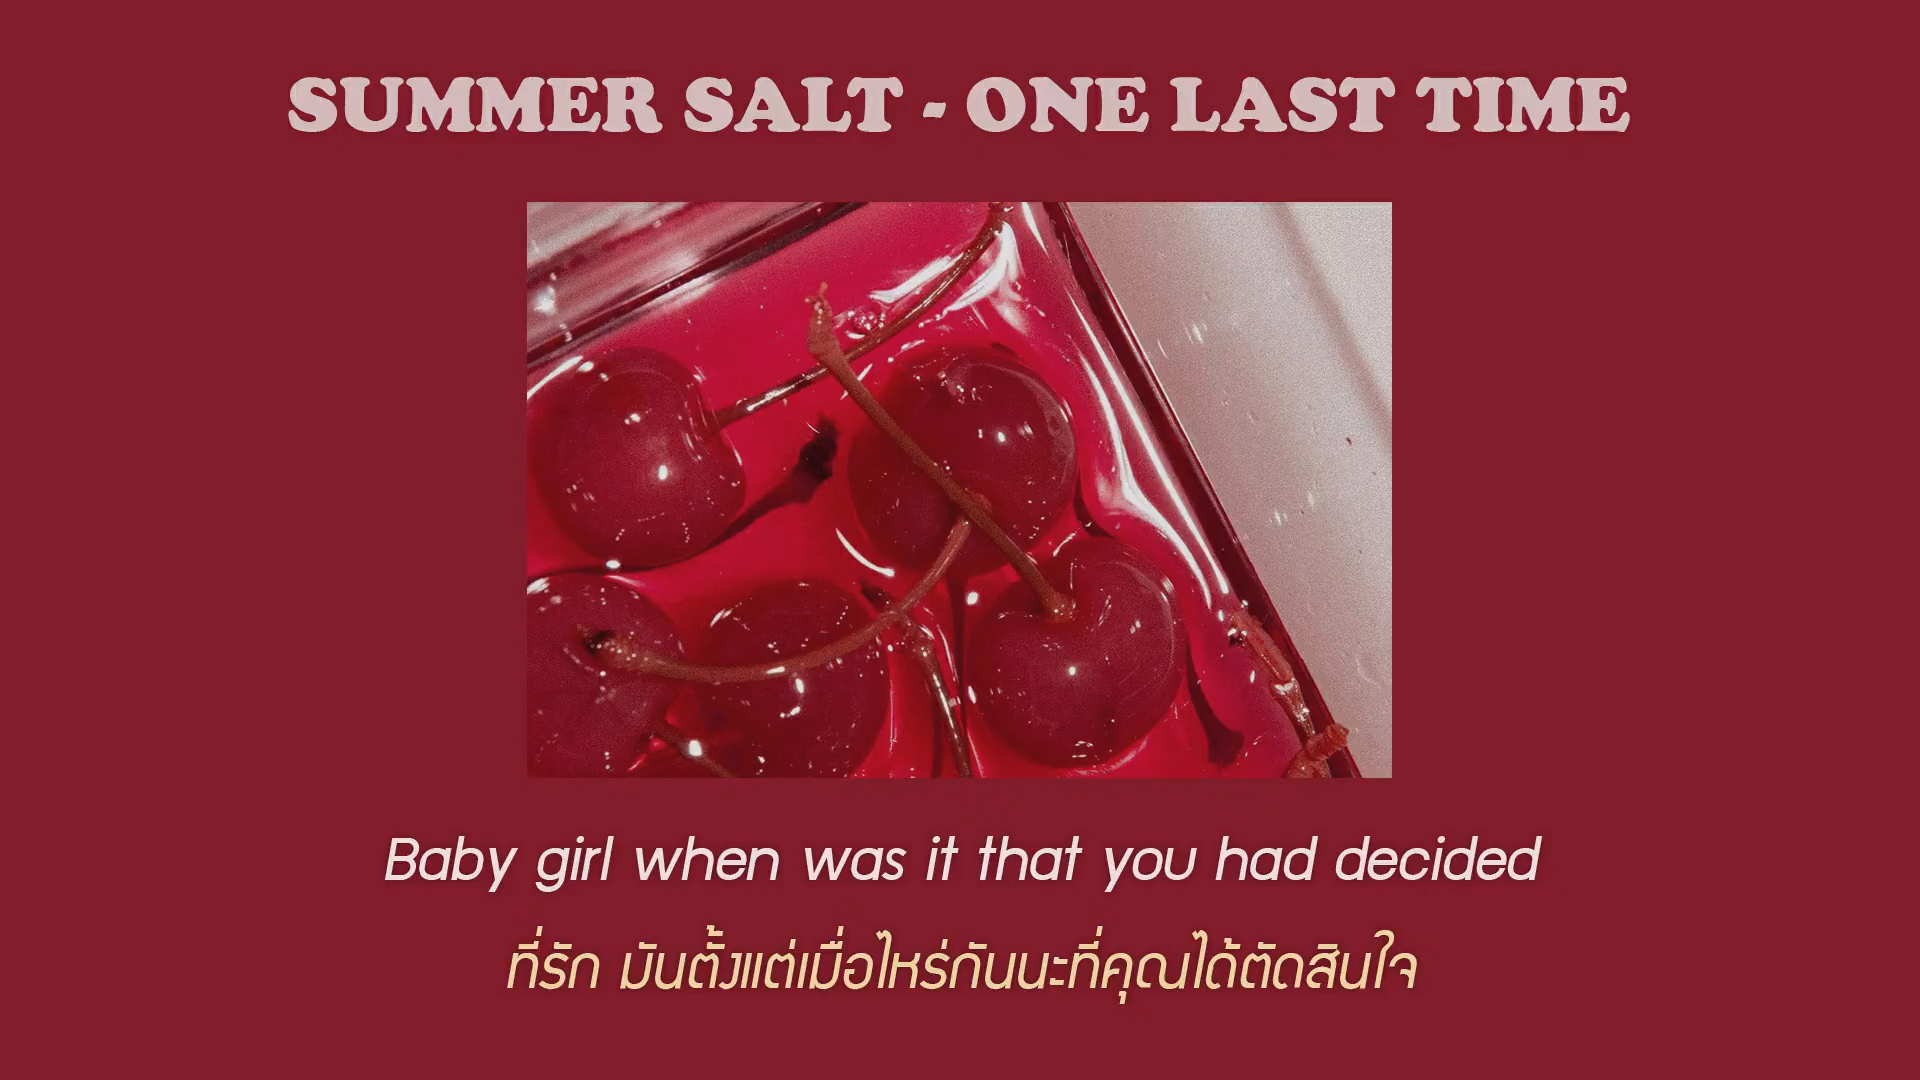 SUMMER SALT - ONE LAST TIME
Baby girl when was it that you had decided
ที่รัก มันตั้งแต่เมื่อไหร่กันนะที่คุณได้ตัดสินใจ